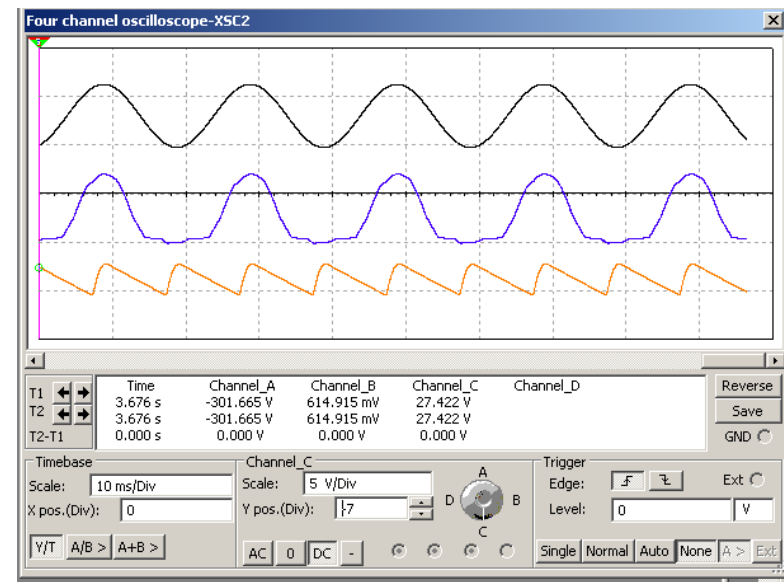 Four channel oscilloscope-XSC2
Time Channel_A Channel_B Channel_C Channel_D
T1 3.676 s -301.665 V 614.915 mV 27.422 V
T2 3.676 s -301.665 V 614.915 mV 27.422 V
T2-T1 0.000 s 0.000 V 0.000 V 0.000 V
Reverse
Save
GND
Timebase
Scale: 10 ms/Div
X pos.(Div): 0
Y/T A/B > A+B >
Channel_C
Scale: 5 V/Div
Y pos.(Div): -7
AC 0 DC -
A
D B
C
Trigger
Edge: Ext
Level: 0 V
Single Normal Auto None A > Ext